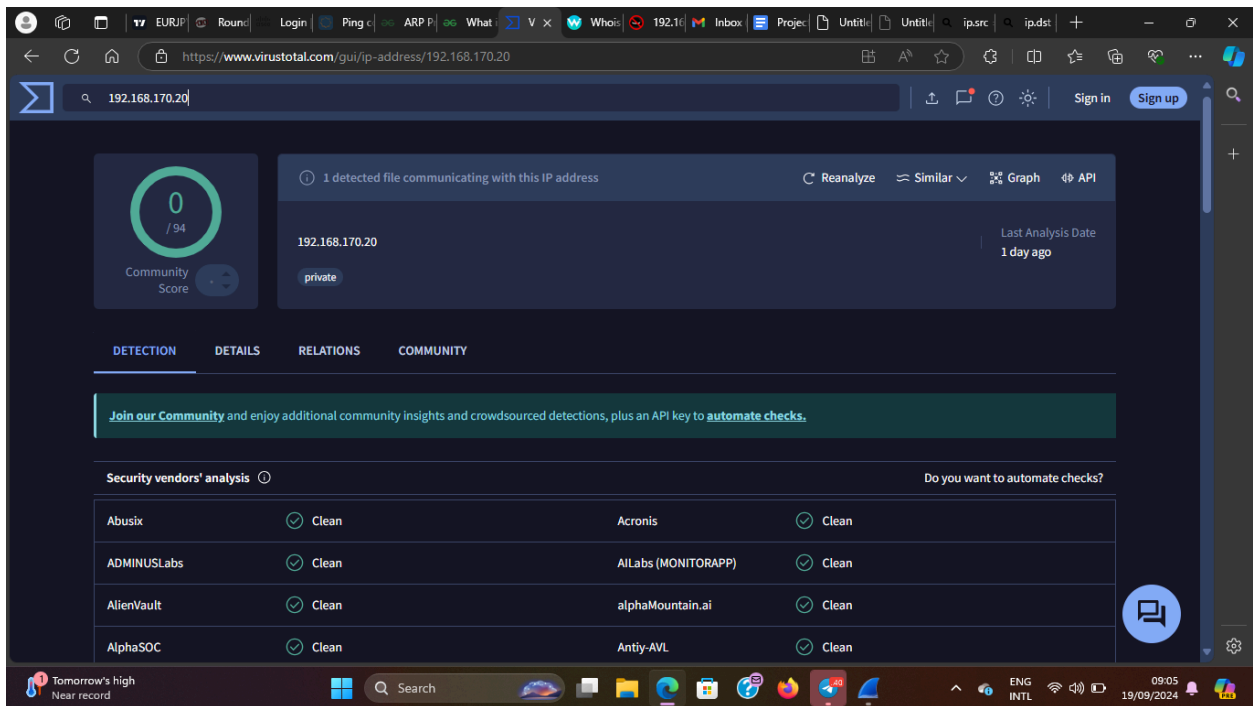 EURJP
Round
Login
Ping c
ARP P
What i
V
Whois
192.16
Inbox
Projec
Untitle
Untitle
ip.src
ip.dst
https://www.virustotal.com/gui/ip-address/192.168.170.20
192.168.170.20
Sign in
Sign up
0
/ 94
Community
Score
1 detected file communicating with this IP address
Reanalyze
Similar
Graph
API
192.168.170.20
private
Last Analysis Date
1 day ago
DETECTION
DETAILS
RELATIONS
COMMUNITY
Join our Community and enjoy additional community insights and crowdsourced detections, plus an API key to automate checks.
Security vendors' analysis
Do you want to automate checks?
Abusix
Clean
Acronis
Clean
ADMINUSLabs
Clean
AILabs (MONITORAPP)
Clean
AlienVault
Clean
alphaMountain.ai
Clean
AlphaSOC
Clean
Antiy-AVL
Clean
1
Tomorrow's high
Near record
Search
40
ENG
INTL
09:05
19/09/2024
PRE